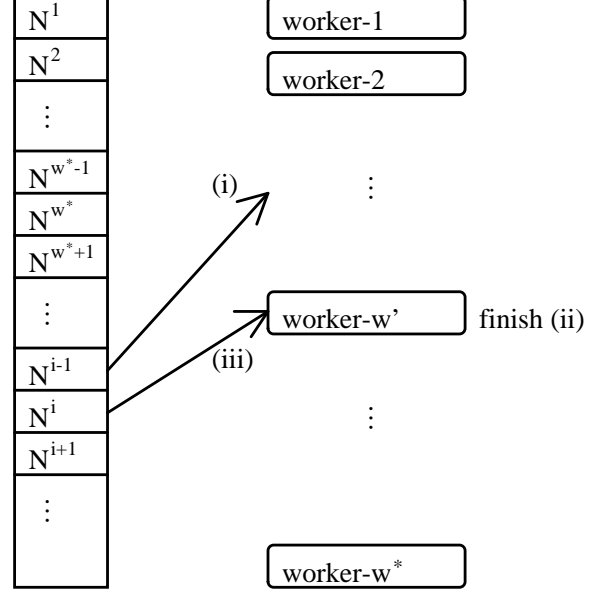 N^1
N^2
⋮
N^{w*-1}
N^{w*}
N^{w*+1}
⋮
N^{i-1}
N^i
N^{i+1}
⋮
worker-1
worker-2
(i)
⋮
worker-w’
finish (ii)
(iii)
⋮
worker-w^*